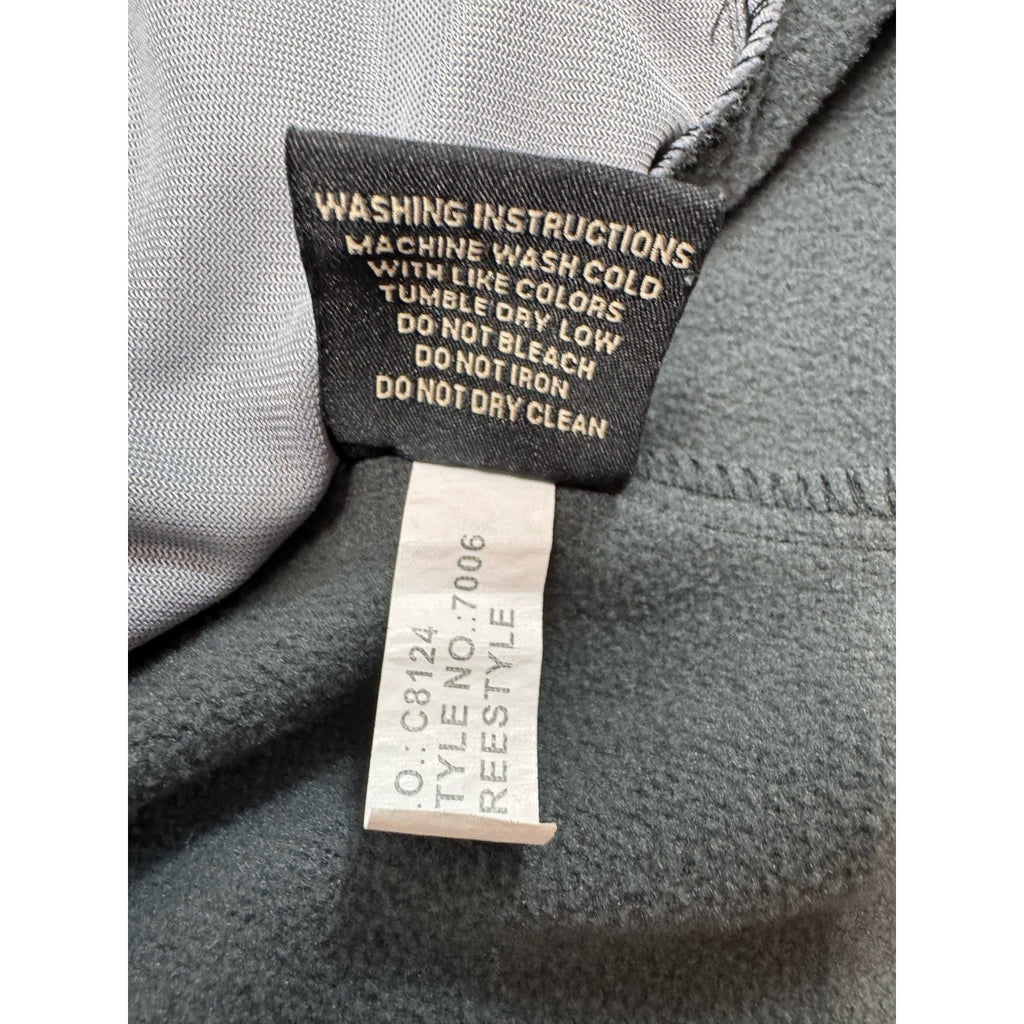 WASHING INSTRUCTIONS
MACHINE WASH COLD
WITH LIKE COLORS
TUMBLE DRY LOW
DO NOT BLEACH
DO NOT IRON
DO NOT DRY CLEAN
.O.:C8124
TYLE NO.:7006
REESTYLE